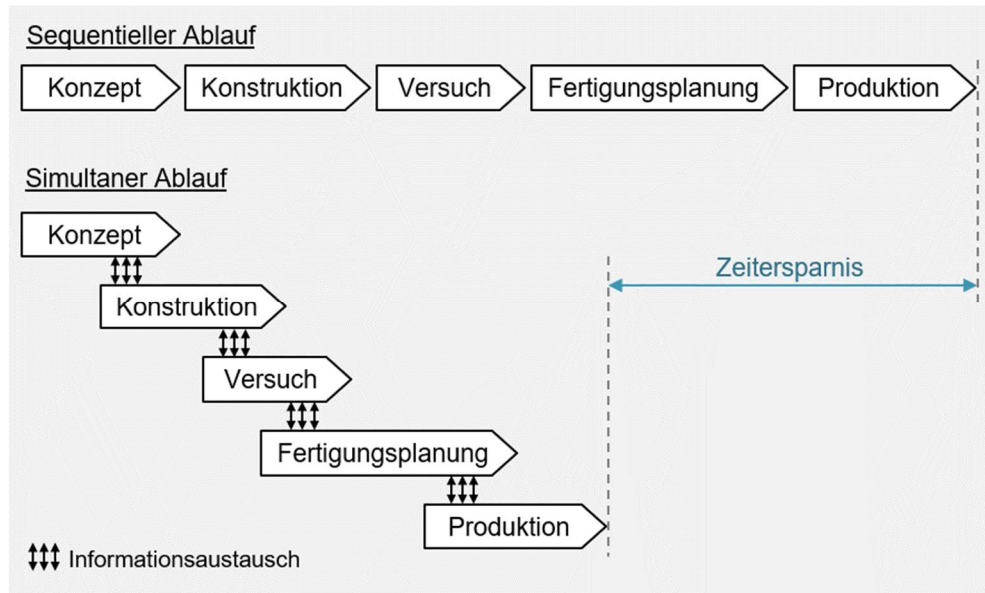 Sequentieller Ablauf
Konzept Konstruktion Versuch Fertigungsplanung Produktion
Simultaner Ablauf
Konzept
Zeitersparnis
Konstruktion
Versuch
Fertigungsplanung
Produktion
Informationsaustausch